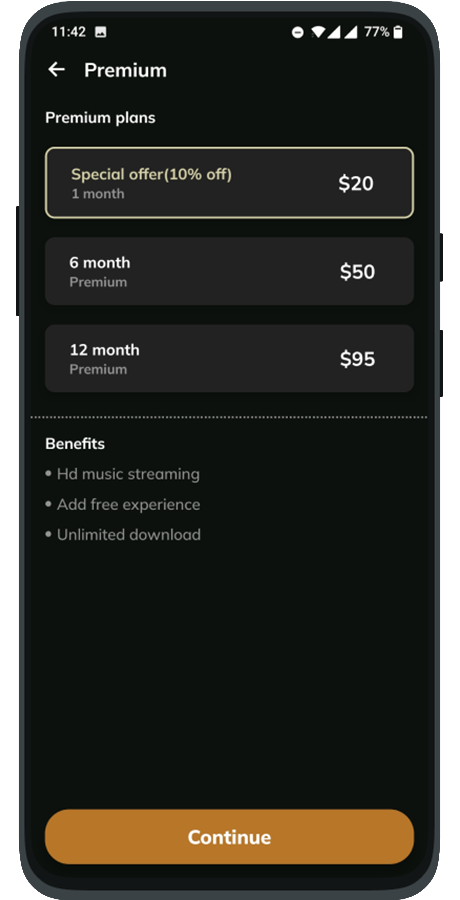 11:42 77%
Premium
Premium plans
Special offer(10% off)
1 month
$20
6 month
Premium
$50
12 month
Premium
$95
Benefits
• Hd music streaming
• Add free experience
• Unlimited download
Continue